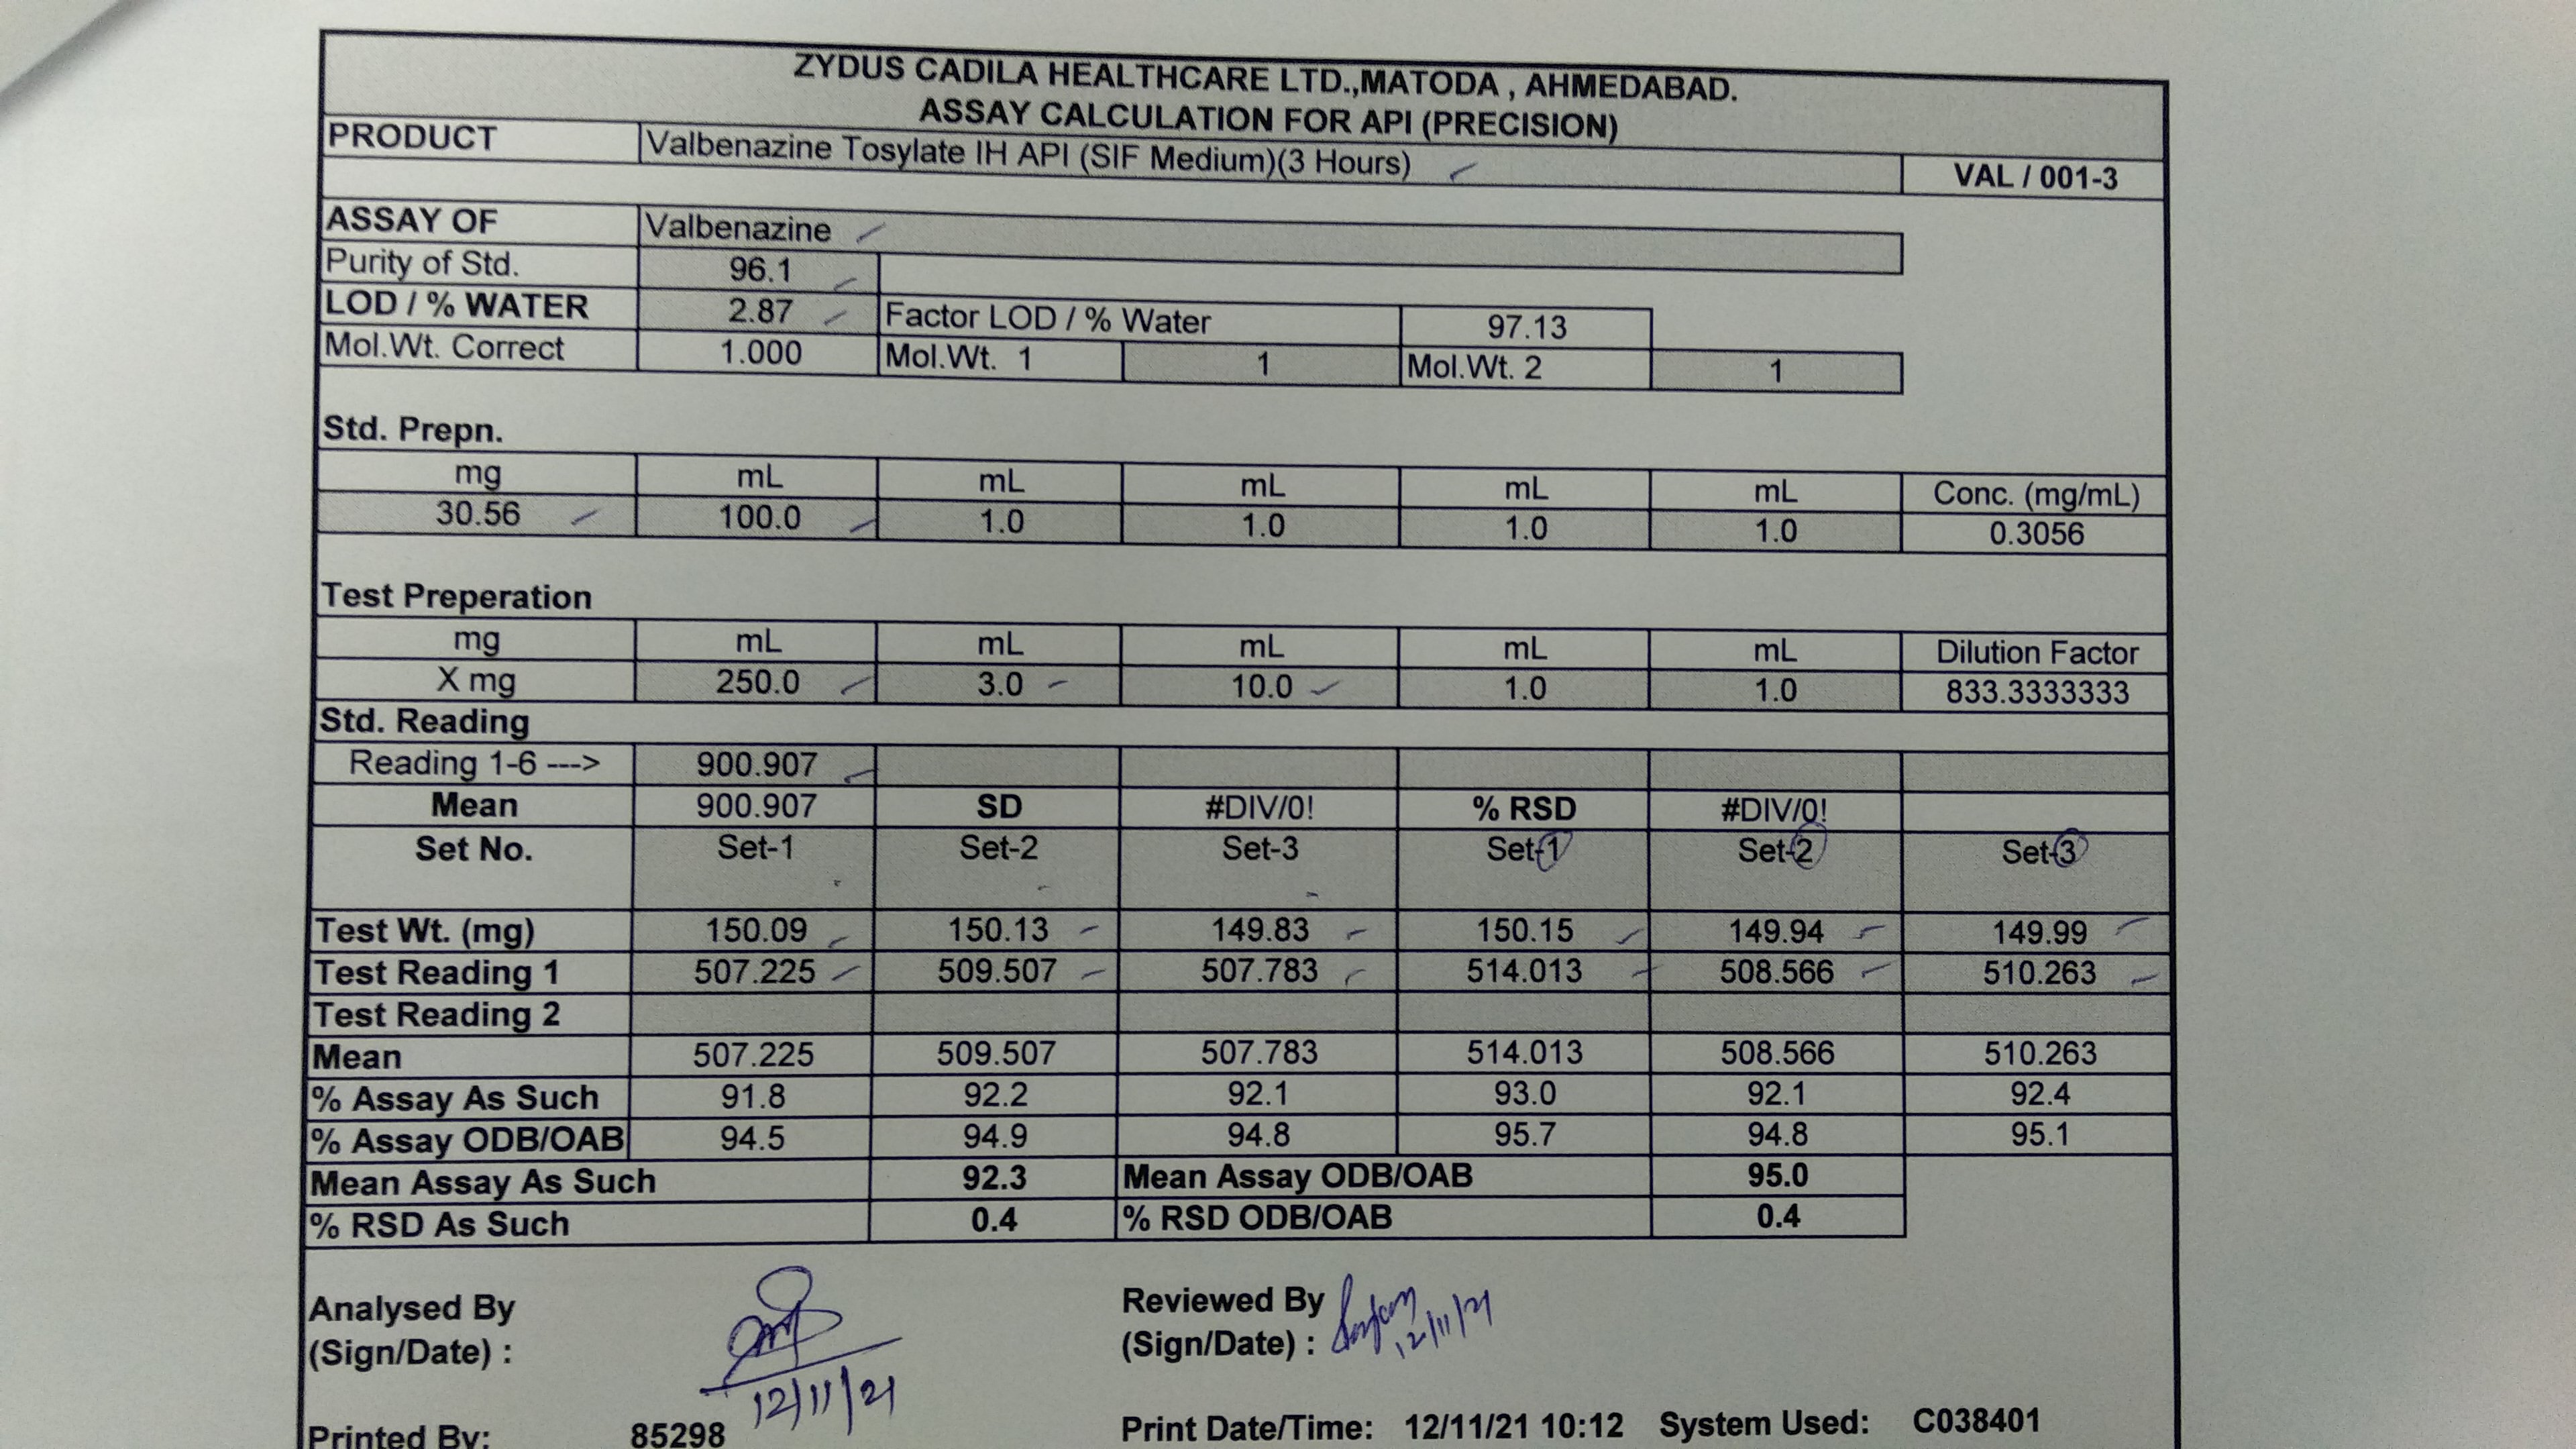 ZYDUS CADILA HEALTHCARE LTD.,MATODA , AHMEDABAD.
ASSAY CALCULATION FOR API (PRECISION)
PRODUCT Valbenazine Tosylate IH API (SIF Medium)(3 Hours) VAL / 001-3
ASSAY OF Valbenazine
Purity of Std. 96.1
LOD / % WATER 2.87 Factor LOD / % Water 97.13
Mol.Wt. Correct 1.000 Mol.Wt. 1 1 Mol.Wt. 2 1
Std. Prepn.
mg mL mL mL mL mL Conc. (mg/mL)
30.56 100.0 1.0 1.0 1.0 1.0 0.3056
Test Preperation
mg mL mL mL mL mL Dilution Factor
X mg 250.0 3.0 10.0 1.0 1.0 833.3333333
Std. Reading
Reading 1-6 ---> 900.907
Mean 900.907 SD #DIV/0! % RSD #DIV/0!
Set No. Set-1 Set-2 Set-3 Set-1 Set-2 Set-3
Test Wt. (mg) 150.09 150.13 149.83 150.15 149.94 149.99
Test Reading 1 507.225 509.507 507.783 514.013 508.566 510.263
Test Reading 2
Mean 507.225 509.507 507.783 514.013 508.566 510.263
% Assay As Such 91.8 92.2 92.1 93.0 92.1 92.4
% Assay ODB/OAB 94.5 94.9 94.8 95.7 94.8 95.1
Mean Assay As Such 92.3 Mean Assay ODB/OAB 95.0
% RSD As Such 0.4 % RSD ODB/OAB 0.4
Analysed By Reviewed By
(Sign/Date) : 12/11/21 (Sign/Date) : 12/11/21
Printed By: 85298 Print Date/Time: 12/11/21 10:12 System Used: C038401